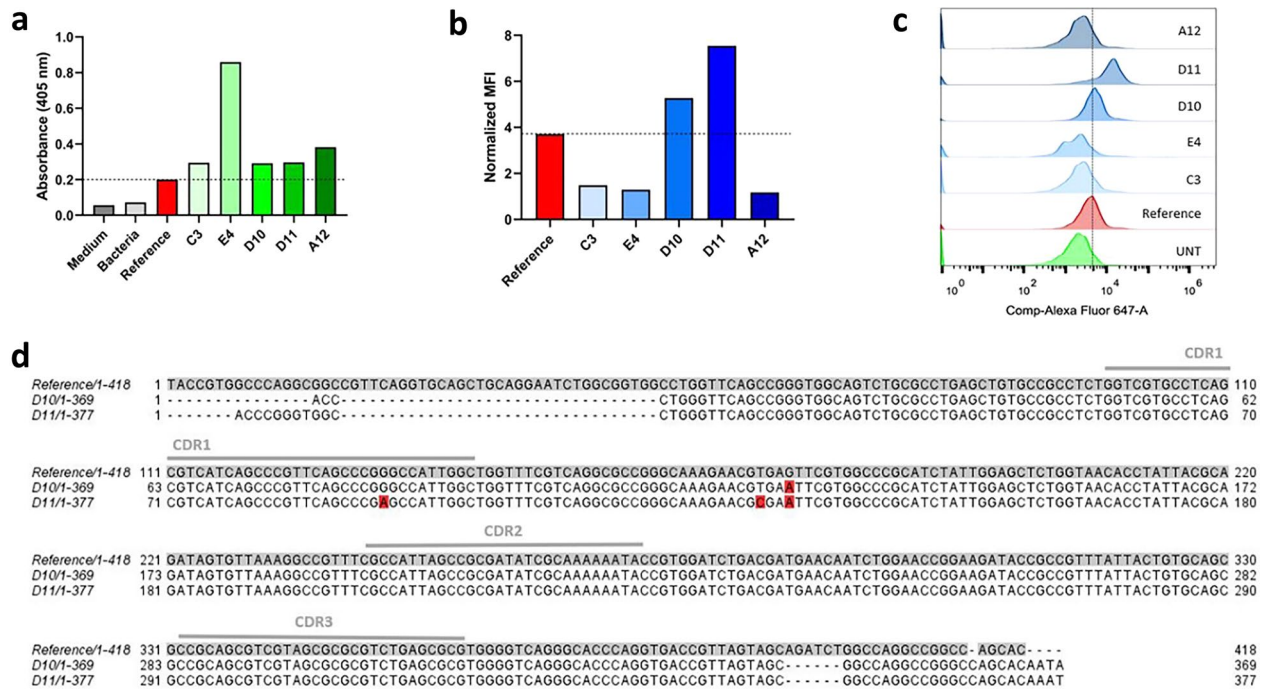 a
Absorbance (405 nm)
1.0
0.8
0.6
0.4
0.2
0.0
Medium
Bacteria
Reference
C3
E4
D10
D11
A12
b
Normalized MFI
8
6
4
2
0
Reference
C3
E4
D10
D11
A12
c
A12
D11
D10
E4
C3
Reference
UNT
10^0 10^2 10^4 10^6
Comp-Alexa Fluor 647-A
d
CDR1
Reference/1-418 1 TACCGTGGCCCAGGCGGCCGTTCAGGTGCAGCTGCAGGAATCTGGCGGTGGCCTGGTTCAGCCGGGTGGCAGTCTGCGCCTGAGCTGTGCCGCCTCTGGTCGTGCCTCAG 110
D10/1-369 1 ---------------ACC---------------------------------CTGGGTTCAGCCGGGTGGCAGTCTGCGCCTGAGCTGTGCCGCCTCTGGTCGTGCCTCAG 62
D11/1-377 1 -------ACCCGGGTGGC---------------------------------CTGGGTTCAGCCGGGTGGCAGTCTGCGCCTGAGCTGTGCCGCCTCTGGTCGTGCCTCAG 70
CDR1
Reference/1-418 111 CGTCATCAGCCCGTTCAGCCCGGGCCATTGGCTGGTTTCGTCAGGCGCCGGGCAAAGAACGTGAGTTCGTGGCCCGCATCTATTGGAGCTCTGGTAACACCTATTACGCA 220
D10/1-369 63 CGTCATCAGCCCGTTCAGCCCGGGCCATTGGCTGGTTTCGTCAGGCGCCGGGCAAAGAACGTGAATTCGTGGCCCGCATCTATTGGAGCTCTGGTAACACCTATTACGCA 172
D11/1-377 71 CGTCATCAGCCCGTTCAGCCCGAGCCATTGGCTGGTTTCGTCAGGCGCCGGGCAAAGAACGCGAATTCGTGGCCCGCATCTATTGGAGCTCTGGTAACACCTATTACGCA 180
CDR2
Reference/1-418 221 GATAGTGTTAAAGGCCGTTTCGCCATTAGCCGCGATATCGCAAAAAATACCGTGGATCTGACGATGAACAATCTGGAACCGGAAGATACCGCCGTTTATTACTGTGCAGC 330
D10/1-369 173 GATAGTGTTAAAGGCCGTTTCGCCATTAGCCGCGATATCGCAAAAAATACCGTGGATCTGACGATGAACAATCTGGAACCGGAAGATACCGCCGTTTATTACTGTGCAGC 282
D11/1-377 181 GATAGTGTTAAAGGCCGTTTCGCCATTAGCCGCGATATCGCAAAAAATACCGTGGATCTGACGATGAACAATCTGGAACCGGAAGATACCGCCGTTTATTACTGTGCAGC 290
CDR3
Reference/1-418 331 GCCGCAGCGTCGTAGCGCGCGTCTGAGCGCGTGGGGTCAGGGCACCCAGGTGACCGTTAGTAGCAGATCTGGCCAGGCCGGCC-AGCAC---- 418
D10/1-369 283 GCCGCAGCGTCGTAGCGCGCGTCTGAGCGCGTGGGGTCAGGGCACCCAGGTGACCGTTAGTAGC------GGCCAGGCCGGGCCAGCACAATA 369
D11/1-377 291 GCCGCAGCGTCGTAGCGCGCGTCTGAGCGCGTGGGGTCAGGGCACCCAGGTGACCGTTAGTAGC------GGCCAGGCCGGGCCAGCACAAAT 377